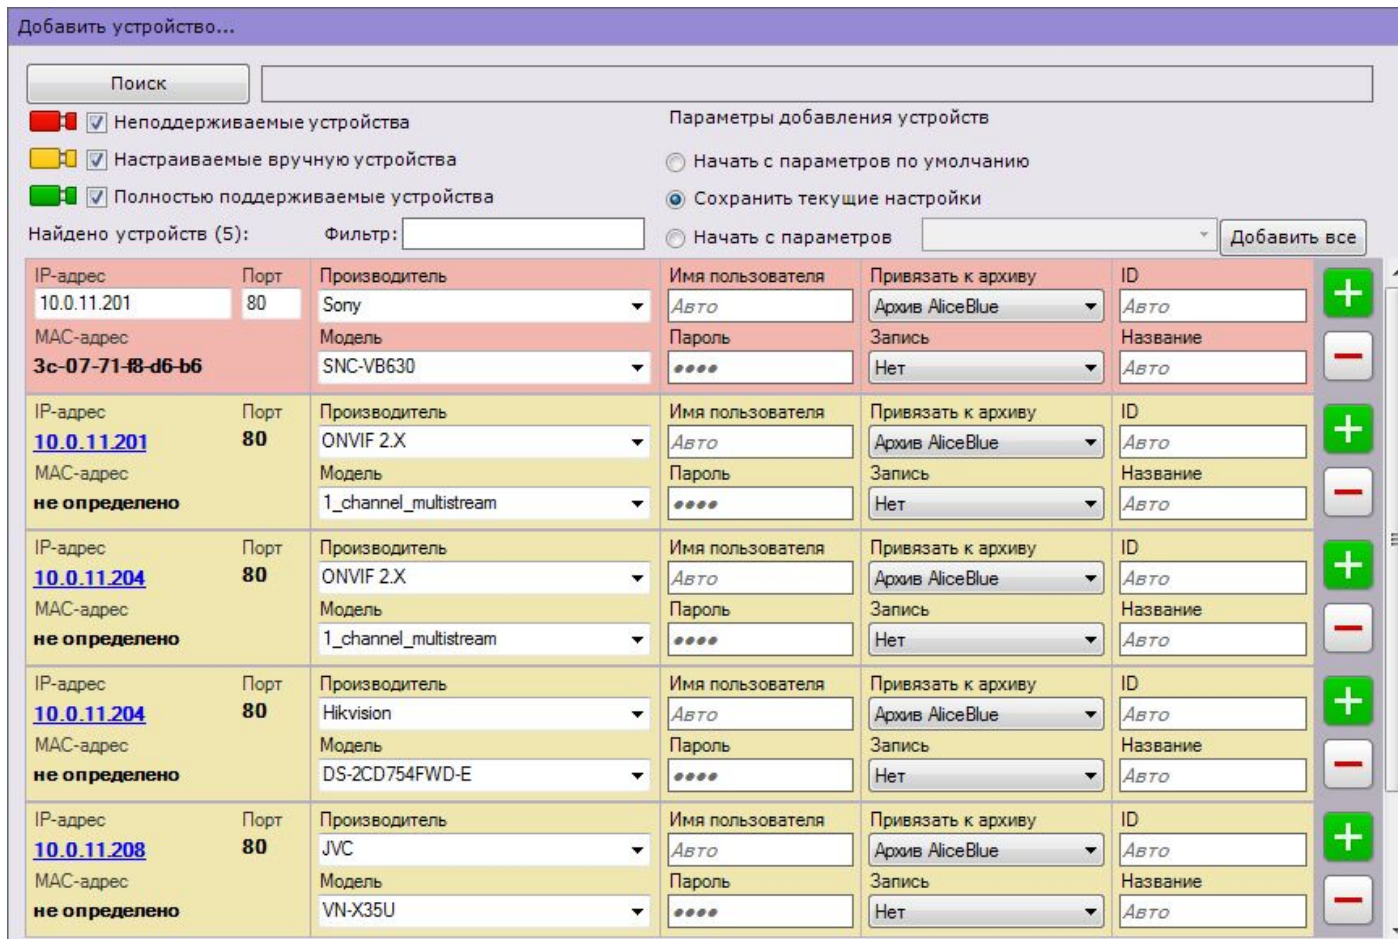 Добавить устройство...
Поиск
Неподдерживаемые устройства
Параметры добавления устройств
Настраиваемые вручную устройства
Начать с параметров по умолчанию
Полностью поддерживаемые устройства
Сохранить текущие настройки
Найдено устройств (5): Фильтр:
Начать с параметров Добавить все
IP-адрес Порт Производитель Имя пользователя Привязать к архиву ID
10.0.11.201 80 Sony Авто Архив AliceBlue Авто
MAC-адрес Модель Пароль Запись Название
3c-07-71-f8-d6-b6 SNC-VB630 •••• Нет Авто
IP-адрес Порт Производитель Имя пользователя Привязать к архиву ID
10.0.11.201 80 ONVIF 2.X Авто Архив AliceBlue Авто
MAC-адрес Модель Пароль Запись Название
не определено 1_channel_multistream •••• Нет Авто
IP-адрес Порт Производитель Имя пользователя Привязать к архиву ID
10.0.11.204 80 ONVIF 2.X Авто Архив AliceBlue Авто
MAC-адрес Модель Пароль Запись Название
не определено 1_channel_multistream •••• Нет Авто
IP-адрес Порт Производитель Имя пользователя Привязать к архиву ID
10.0.11.204 80 Hikvision Авто Архив AliceBlue Авто
MAC-адрес Модель Пароль Запись Название
не определено DS-2CD754FWD-E •••• Нет Авто
IP-адрес Порт Производитель Имя пользователя Привязать к архиву ID
10.0.11.208 80 JVC Авто Архив AliceBlue Авто
MAC-адрес Модель Пароль Запись Название
не определено VN-X35U •••• Нет Авто